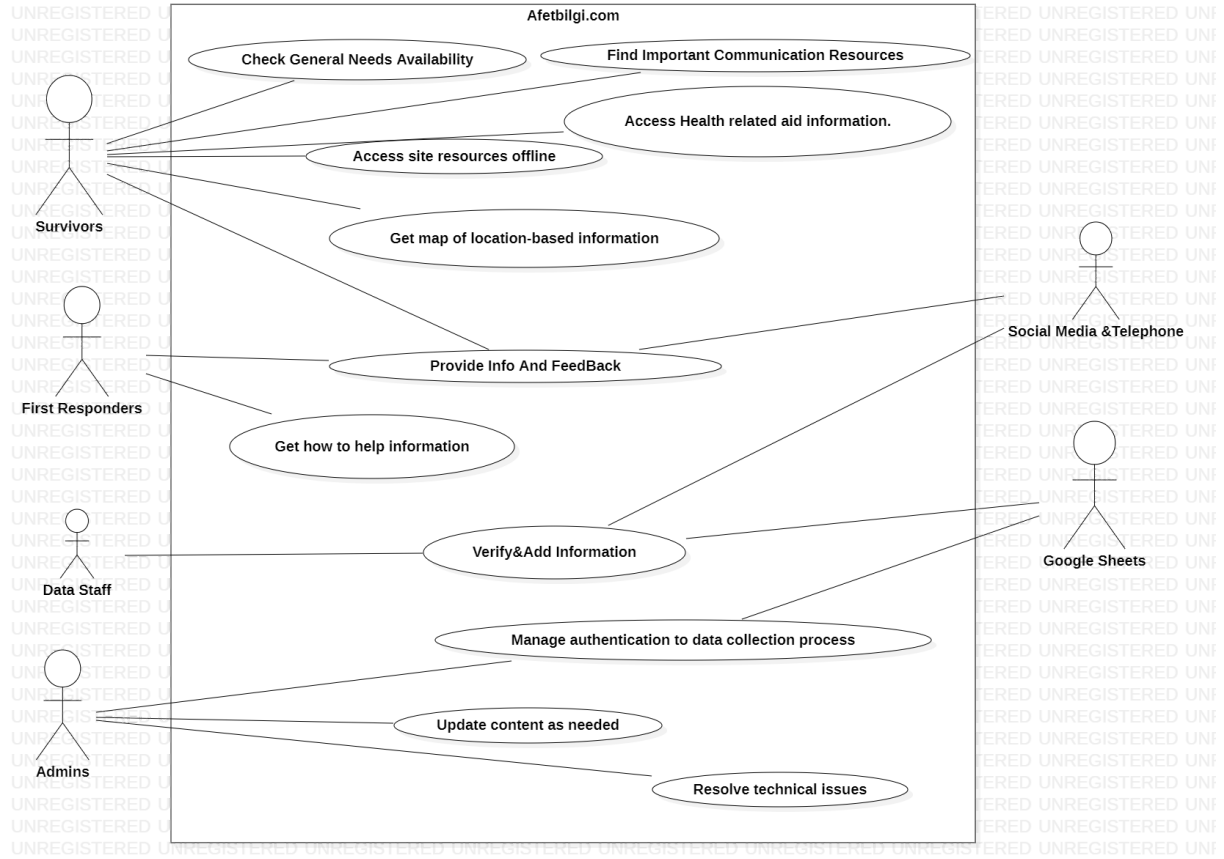 Afetbilgi.com
Check General Needs Availability
Find Important Communication Resources
Access Health related aid information.
Access site resources offline
Survivors
Get map of location-based information
Social Media &Telephone
Provide Info And FeedBack
First Responders
Get how to help information
Verify&Add Information
Google Sheets
Data Staff
Manage authentication to data collection process
Update content as needed
Admins
Resolve technical issues
UNREGISTERED